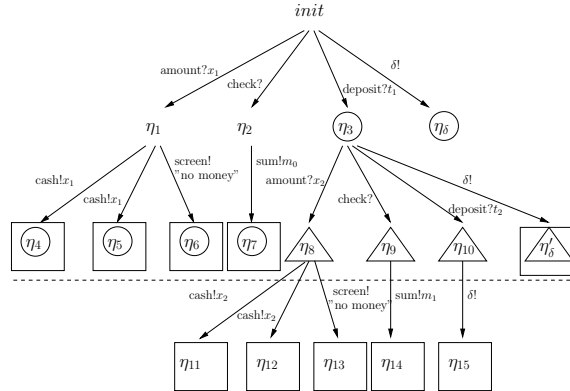 init
amount?x₁
check?
deposit?t₁
δ!
η₁
η₂
η₃
η_δ
cash!x₁
cash!x₁
screen!
"no money"
sum!m₀
amount?x₂
check?
deposit?t₂
δ!
η₄
η₅
η₆
η₇
η₈
η₉
η₁₀
η′_δ
cash!x₂
cash!x₂
screen!
"no money"
sum!m₁
δ!
η₁₁
η₁₂
η₁₃
η₁₄
η₁₅